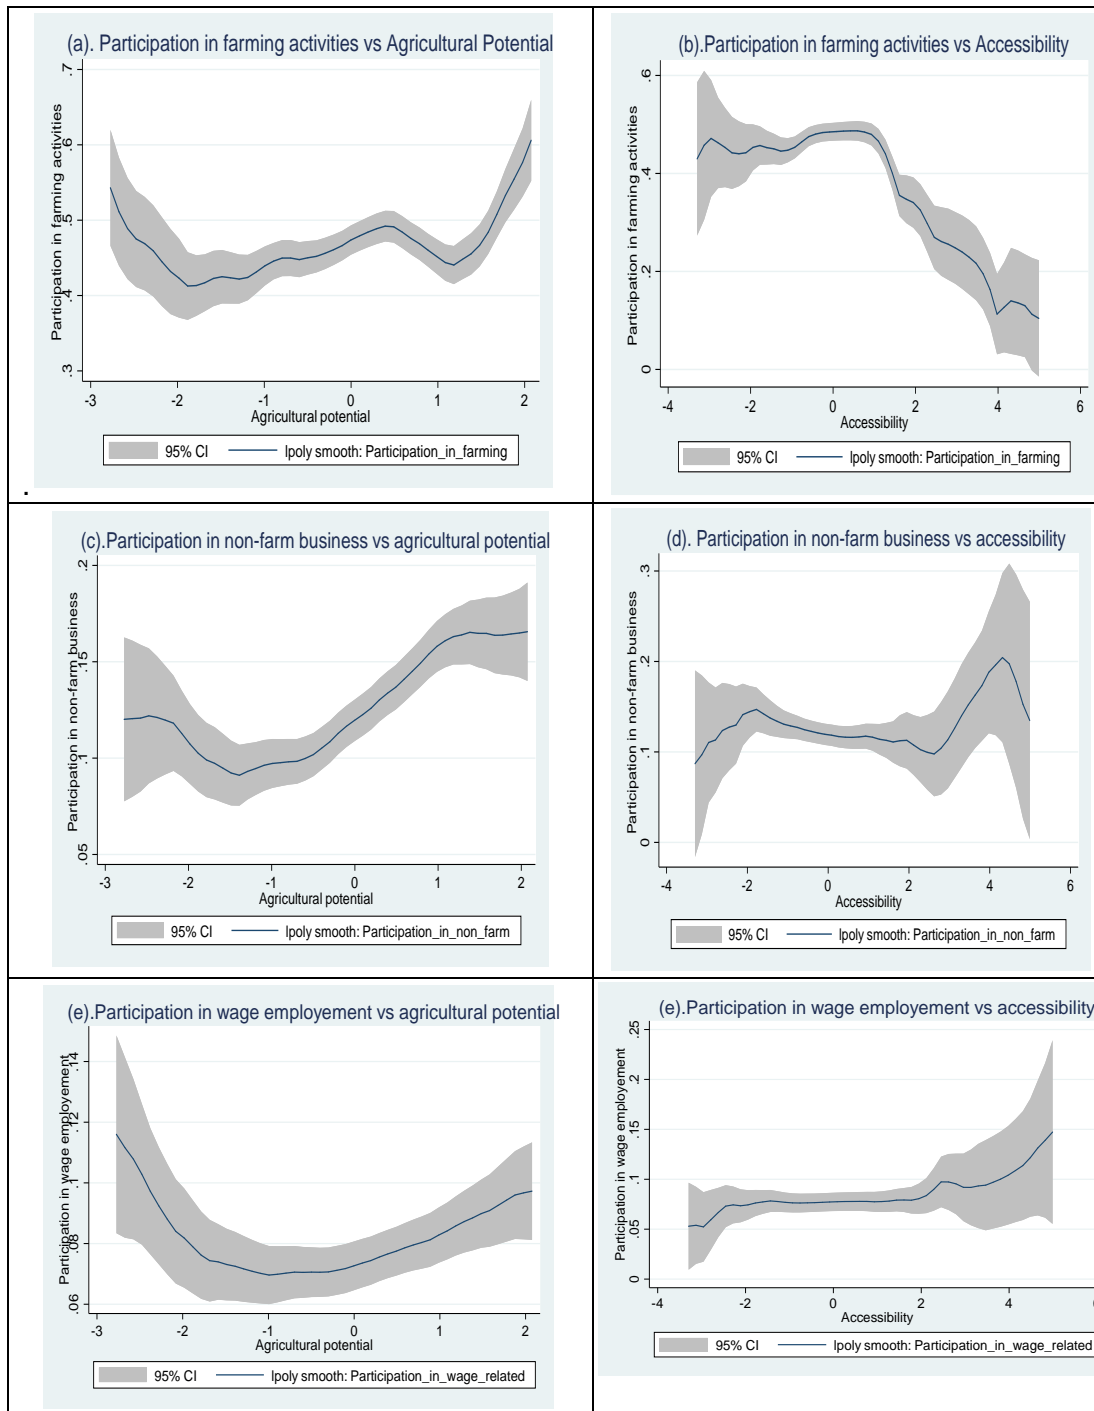 (a). Participation in farming activities vs Agricultural Potential
Participation in farming activities
.7
.6
.5
.4
.3
-3 -2 -1 0 1 2
Agricultural potential
95% CI lpoly smooth: Participation_in_farming
.
(b).Participation in farming activities vs Accessibility
Participation in farming activities
.6
.4
.2
0
-4 -2 0 2 4 6
Accessibility
95% CI lpoly smooth: Participation_in_farming
(c).Participation in non-farm business vs agricultural potential
Participation in non-farm business
.2
.15
.1
.05
-3 -2 -1 0 1 2
Agricultural potential
95% CI lpoly smooth: Participation_in_non_farm
(d). Participation in non-farm business vs accessibility
Participation in non-farm business
.3
.2
.1
0
-4 -2 0 2 4 6
Accessibility
95% CI lpoly smooth: Participation_in_non_farm
(e).Participation in wage employement vs agricultural potential
Participation in wage employement
.14
.12
.1
.08
.06
-3 -2 -1 0 1 2
Agricultural potential
95% CI lpoly smooth: Participation_in_wage_related
(e).Participation in wage employement vs accessibility
Participation in wage employement
.25
.2
.15
.1
.05
0
-4 -2 0 2 4 6
Accessibility
95% CI lpoly smooth: Participation_in_wage_related